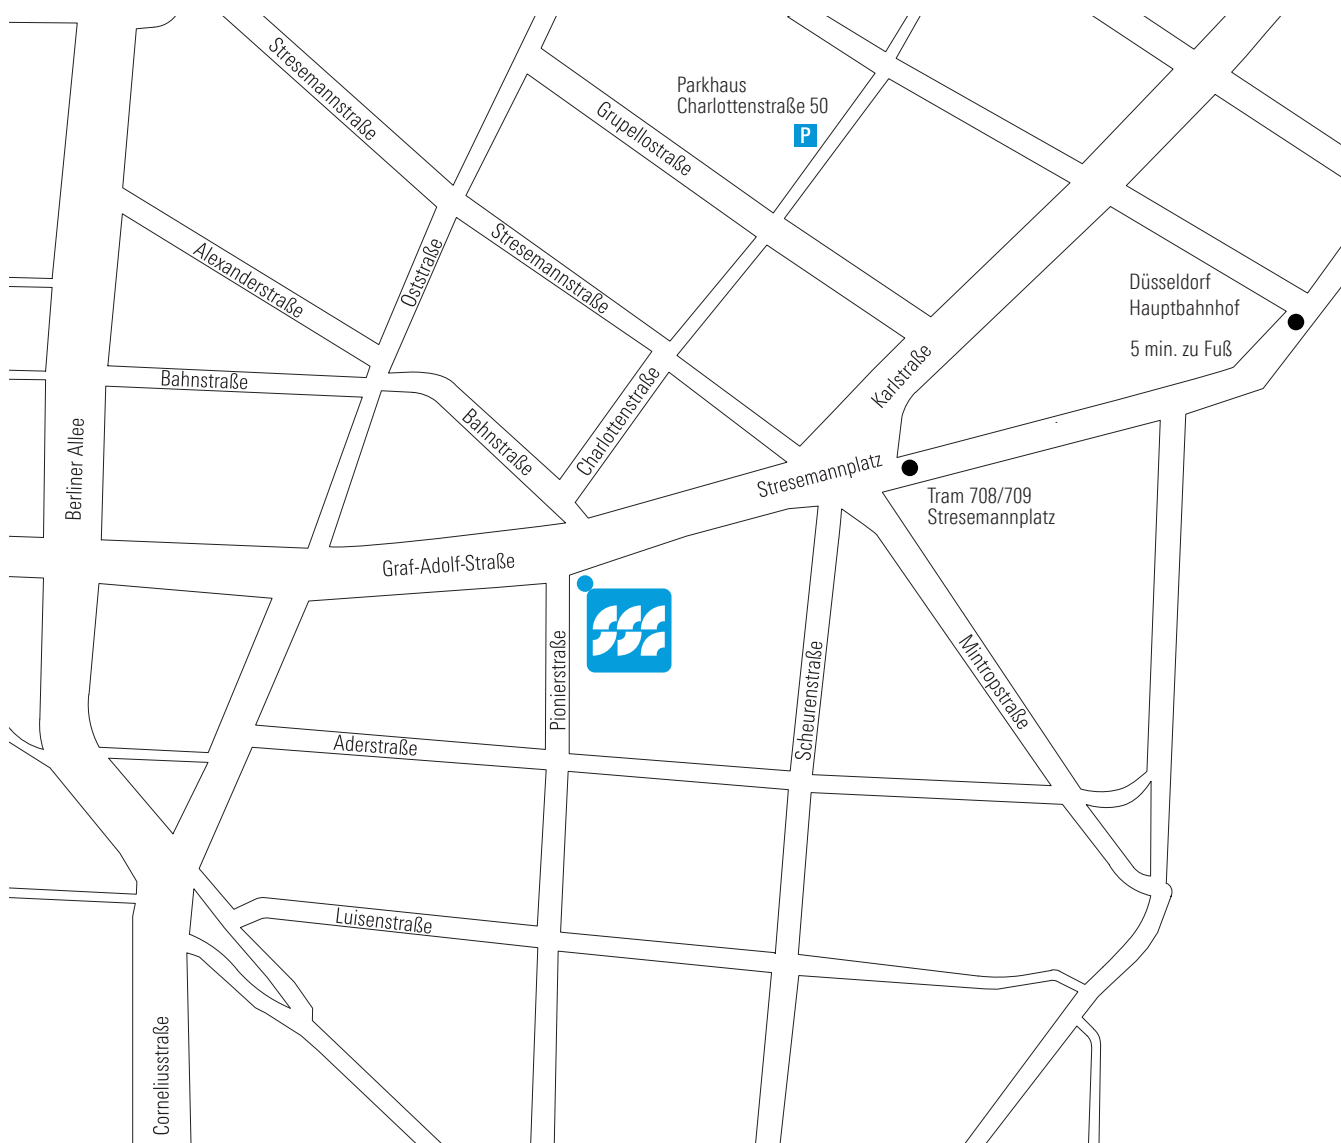 Stresemannstraße
Parkhaus
Charlottenstraße 50
P
Grupellostraße
Alexanderstraße
Oststraße
Stresemannstraße
Düsseldorf
Hauptbahnhof
5 min. zu Fuß
Bahnstraße
Karlstraße
Berliner Allee
Bahnstraße
Charlottenstraße
Stresemannplatz
Tram 708/709
Stresemannplatz
Graf-Adolf-Straße
Pionierstraße
Scheurenstraße
Mintropstraße
Aderstraße
Luisenstraße
Corneliusstraße